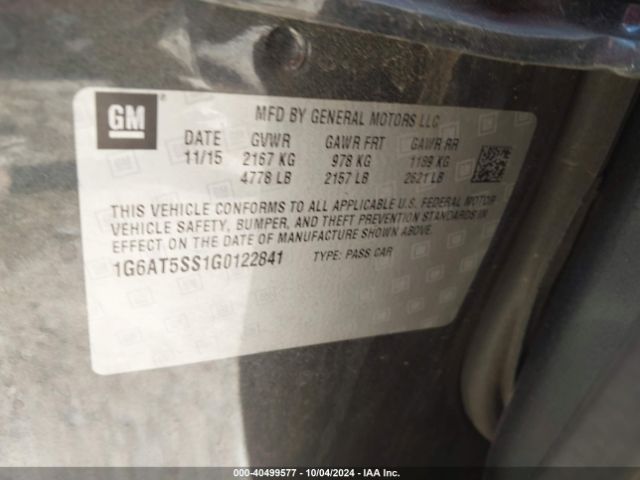 GM
MFD BY GENERAL MOTORS LLC
DATE GVWR GAWR FRT GAWR RR
11/15 2167 KG 978 KG 1189 KG
4778 LB 2157 LB 2621 LB
THIS VEHICLE CONFORMS TO ALL APPLICABLE U.S. FEDERAL MOTOR
VEHICLE SAFETY, BUMPER, AND THEFT PREVENTION STANDARDS IN
EFFECT ON THE DATE OF MANUFACTURE SHOWN ABOVE.
1G6AT5SS1G0122841 TYPE: PASS CAR
000-40499577 - 10/04/2024 - IAA Inc.